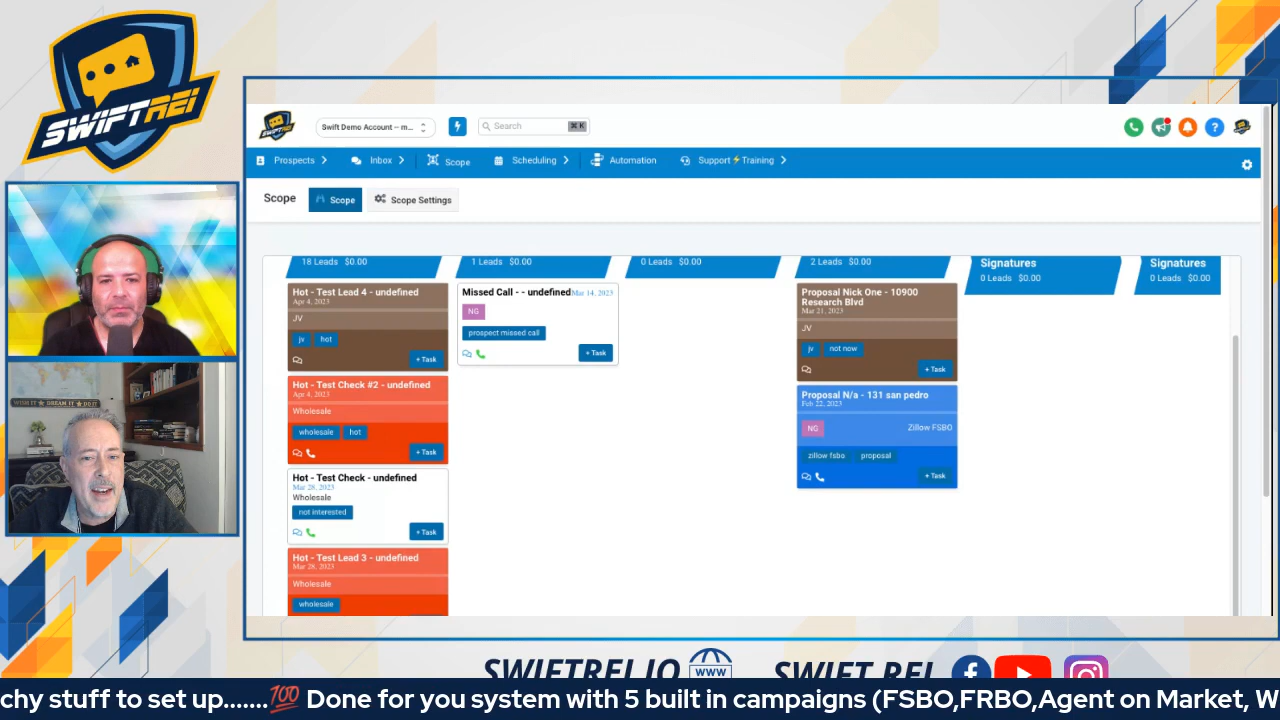 SWIFTREI
WISH IT ★ DREAM IT ★ DO IT
Swift Demo Account -- m...
Search
⌘ K
Prospects
Inbox
Scope
Scheduling
Automation
Support⚡Training
Scope
Scope
Scope Settings
18 Leads $0.00
1 Leads $0.00
0 Leads $0.00
2 Leads $0.00
Signatures
0 Leads $0.00
Signatures
0 Leads $0.00
Hot - Test Lead 4 - undefined
Apr 4, 2023
JV
jv hot
+ Task
Hot - Test Check #2 - undefined
Apr 4, 2023
Wholesale
wholesale hot
+ Task
Hot - Test Check - undefined
Mar 28, 2023
Wholesale
not interested
+ Task
Hot - Test Lead 3 - undefined
Mar 28, 2023
Wholesale
wholesale
Missed Call - - undefined Mar 14, 2023
NG
prospect missed call
+ Task
Proposal Nick One - 10900
Research Blvd
Mar 21, 2023
JV
jv not now
+ Task
Proposal N/a - 131 san pedro
Feb 22, 2023
NG Zillow FSBO
zillow fsbo proposal
+ Task
SWIFTREI.IO
WWW
SWIFT REI
chy stuff to set up.......💯 Done for you system with 5 built in campaigns (FSBO,FRBO,Agent on Market, W